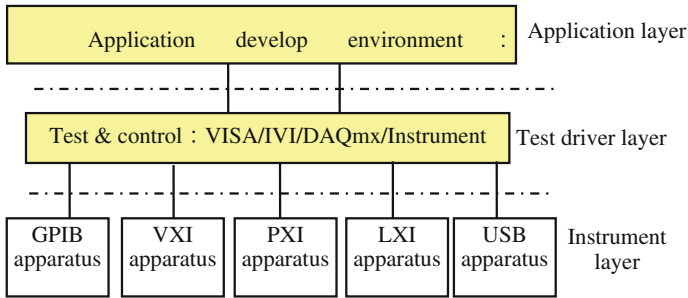 Application develop environment :
Application layer
Test & control：VISA/IVI/DAQmx/Instrument
Test driver layer
GPIB apparatus
VXI apparatus
PXI apparatus
LXI apparatus
USB apparatus
Instrument layer